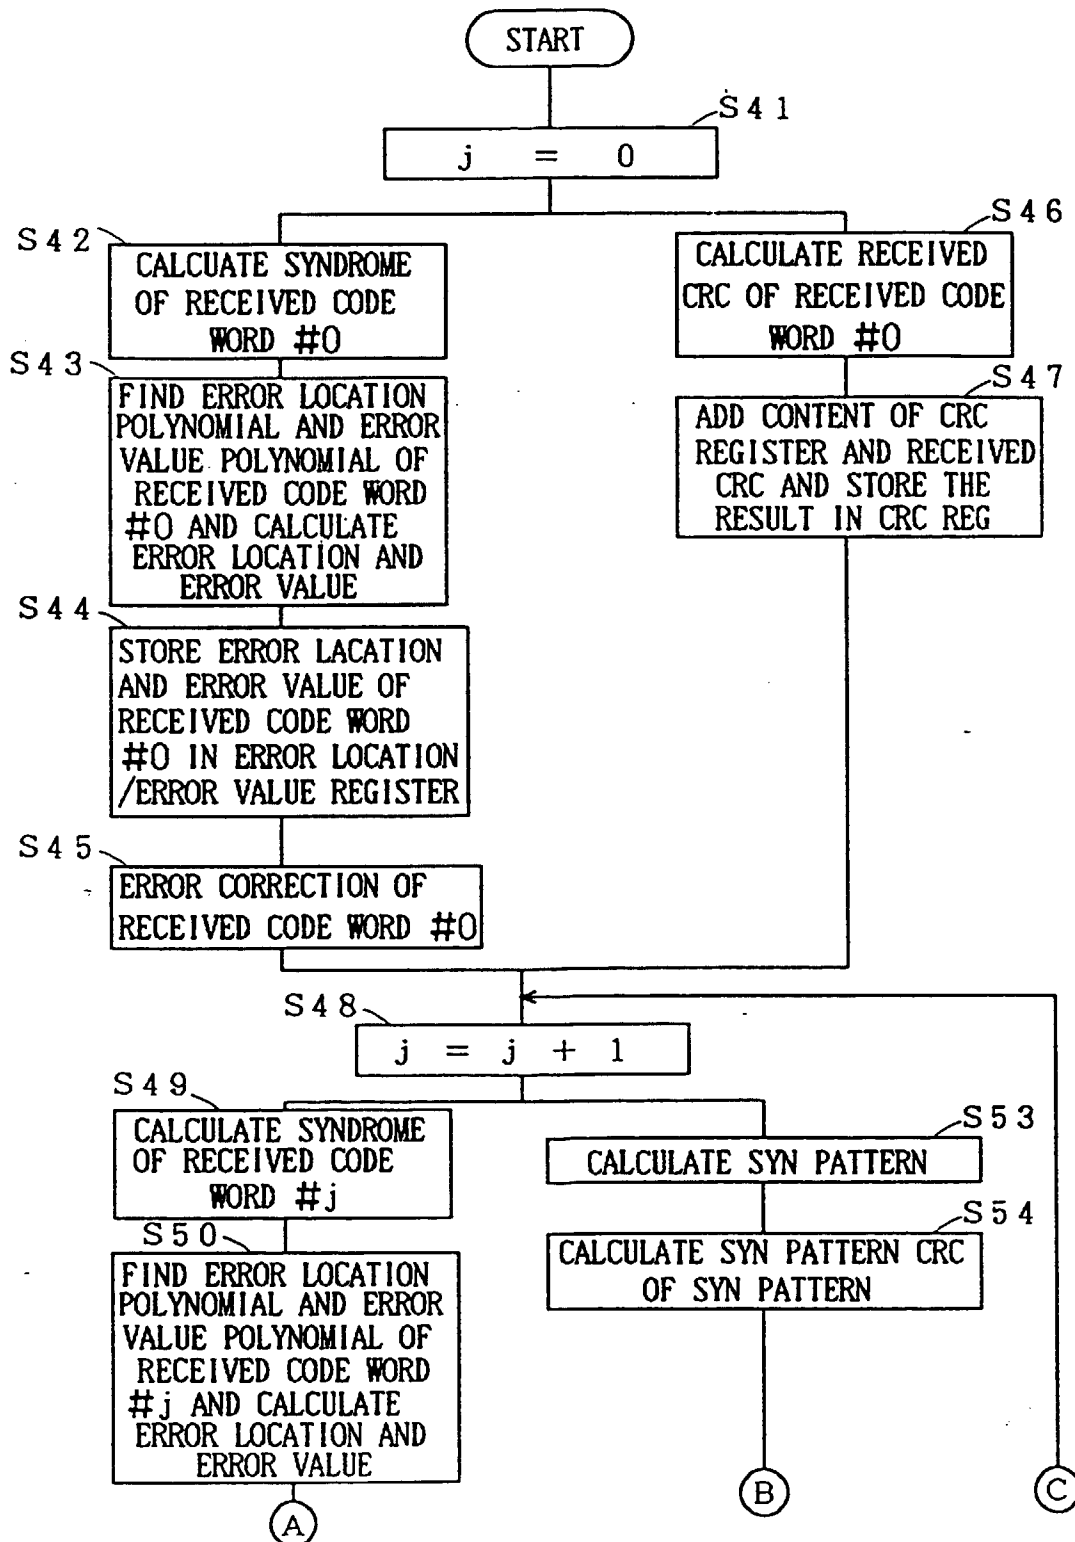 START
S41
j = 0
S42
CALCUATE SYNDROME
OF RECEIVED CODE
WORD #0
S46
CALCULATE RECEIVED
CRC OF RECEIVED CODE
WORD #0
S43
FIND ERROR LOCATION
POLYNOMIAL AND ERROR
VALUE POLYNOMIAL OF
RECEIVED CODE WORD
#0 AND CALCULATE
ERROR LOCATION AND
ERROR VALUE
S47
ADD CONTENT OF CRC
REGISTER AND RECEIVED
CRC AND STORE THE
RESULT IN CRC REG
S44
STORE ERROR LACATION
AND ERROR VALUE OF
RECEIVED CODE WORD
#0 IN ERROR LOCATION
/ERROR VALUE REGISTER
S45
ERROR CORRECTION OF
RECEIVED CODE WORD #0
S48
j = j + 1
S49
CALCULATE SYNDROME
OF RECEIVED CODE
WORD #j
S53
CALCULATE SYN PATTERN
S50
FIND ERROR LOCATION
POLYNOMIAL AND ERROR
VALUE POLYNOMIAL OF
RECEIVED CODE WORD
#j AND CALCULATE
ERROR LOCATION AND
ERROR VALUE
S54
CALCULATE SYN PATTERN CRC
OF SYN PATTERN
A
B
C